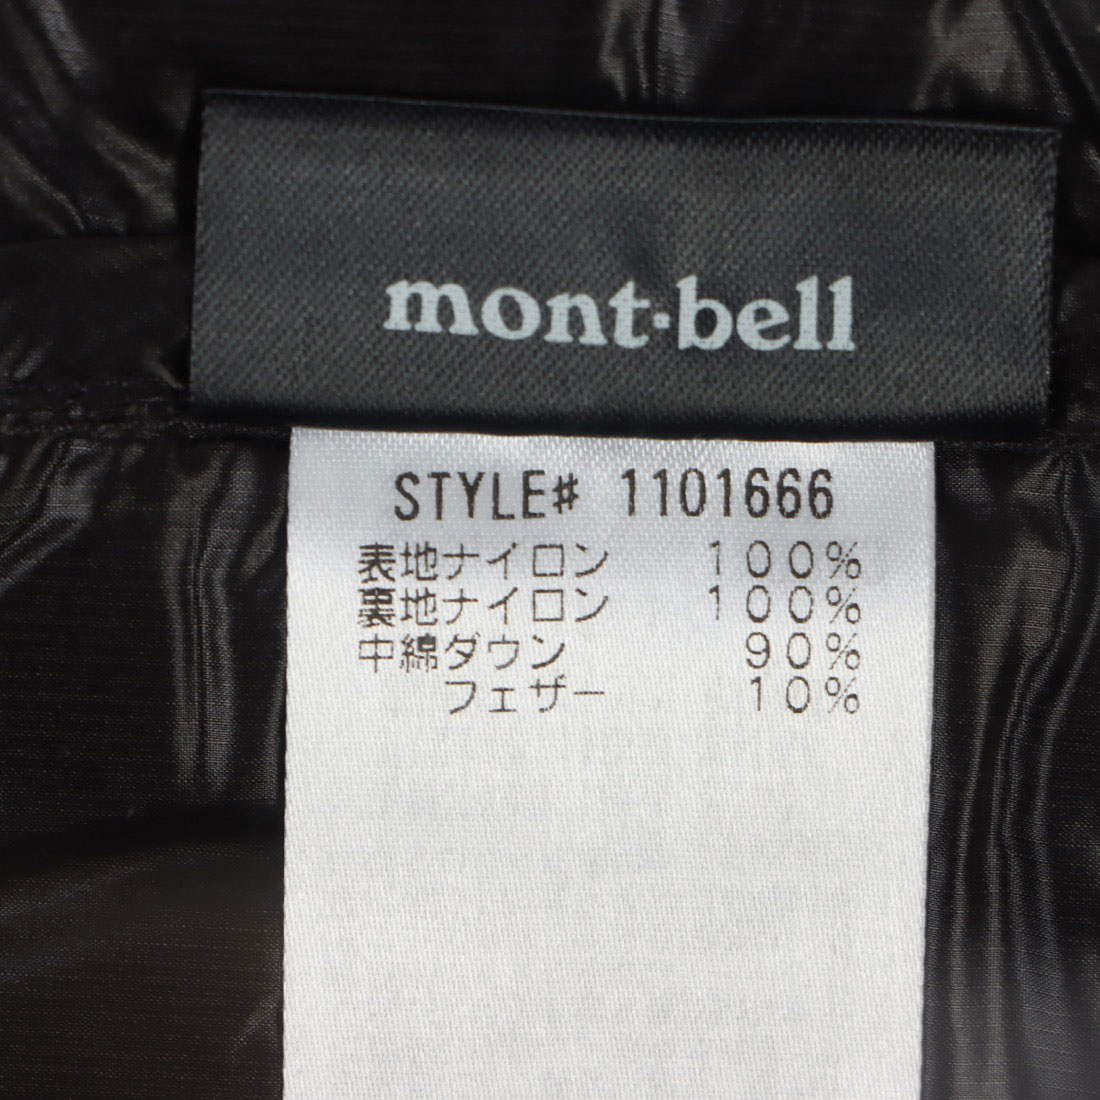 mont·bell
STYLE# 1101666
表地ナイロン 100%
裏地ナイロン 100%
中綿ダウン 90%
フェザー 10%